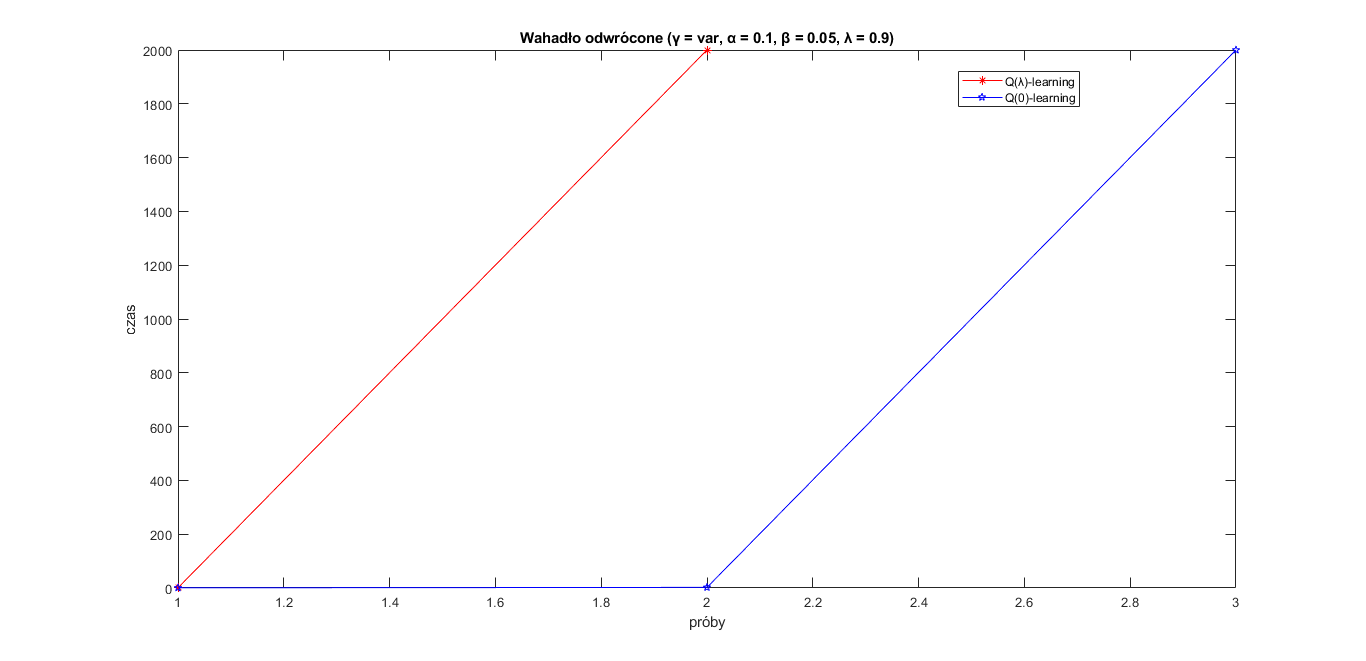 Wahadło odwrócone (γ = var, α = 0.1, β = 0.05, λ = 0.9)
2000
Q(λ)-learning
Q(0)-learning
1800
1600
1400
1200
1000
czas
800
600
400
200
0
1 1.2 1.4 1.6 1.8 2 2.2 2.4 2.6 2.8 3
próby